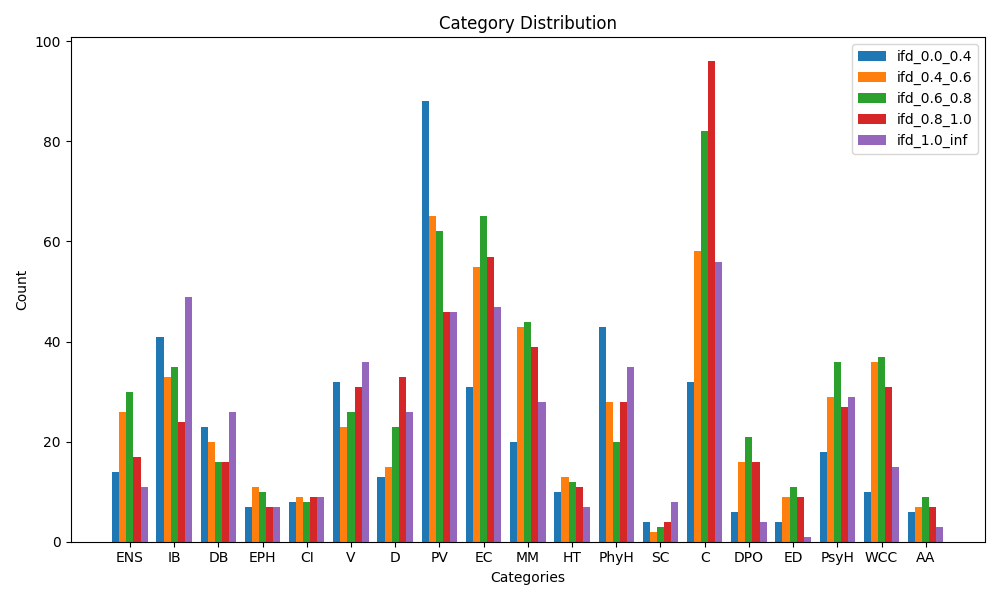 Category Distribution
100
80
60
40
20
0
Count
ifd_0.0_0.4
ifd_0.4_0.6
ifd_0.6_0.8
ifd_0.8_1.0
ifd_1.0_inf
ENS IB DB EPH CI V D PV EC MM HT PhyH SC C DPO ED PsyH WCC AA
Categories